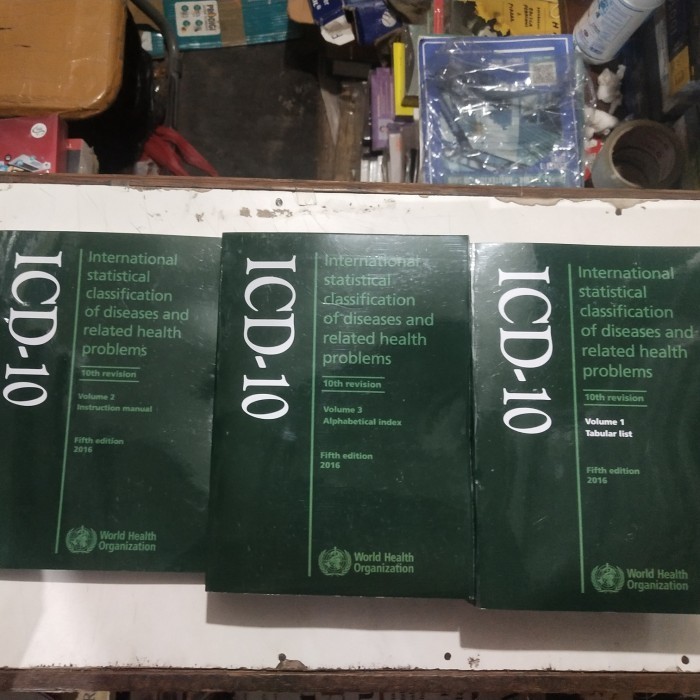 ICD-10
International
statistical
classification
of diseases and
related health
problems
10th revision
Volume 2
Instruction manual
Fifth edition
2016
World Health
Organization
ICD-10
International
statistical
classification
of diseases and
related health
problems
10th revision
Volume 3
Alphabetical index
Fifth edition
2016
World Health
Organization
ICD-10
International
statistical
classification
of diseases and
related health
problems
10th revision
Volume 1
Tabular list
Fifth edition
2016
World Health
Organization